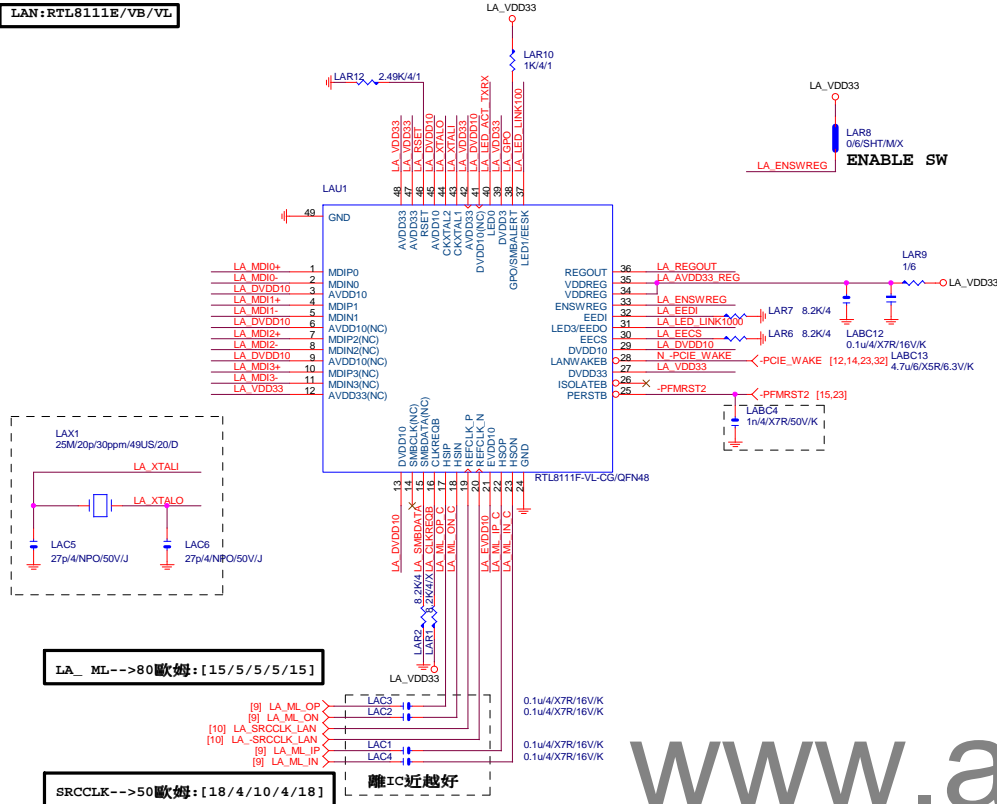 LAN:RTL8111E/VB/VL
LA_VDD33
LAR10
1K/4/1
LAR12 2.49K/4/1
LA_VDD33
LA_VDD33
LA_RSET
LA_DVDD10
LA_XTALO
LA_XTALI
LA_VDD33
LA_DVDD10
LA_LED_ACT_TXRX
LA_VDD33
LA_GPO
LA_LED_LINK100
48
47
46
45
44
43
42
41
40
39
38
37
LA_VDD33
LAR8
0/6/SHT/M/X
ENABLE SW
LA_ENSWREG
LAU1
AVDD33
AVDD33
RSET
AVDD10
CKXTAL2
CKXTAL1
AVDD33
DVDD10(NC)
LED0
DVDD3
GPO/SMBALERT
LED1/EESK
49 GND
LA_MDI0+ 1 MDIP0
LA_MDI0- 2 MDIN0
LA_DVDD10 3 AVDD10
LA_MDI1+ 4 MDIP1
LA_MDI1- 5 MDIN1
LA_DVDD10 6 AVDD10(NC)
LA_MDI2+ 7 MDIP2(NC)
LA_MDI2- 8 MDIN2(NC)
LA_DVDD10 9 AVDD10(NC)
LA_MDI3+ 10 MDIP3(NC)
LA_MDI3- 11 MDIN3(NC)
LA_VDD33 12 AVDD33(NC)
REGOUT 36 LA_REGOUT
VDDREG 35 LA_AVDD33_REG
VDDREG 34
ENSWREG 33 LA_ENSWREG
EEDI 32 LA_EEDI
LED3/EEDO 31 LA_LED_LINK1000
EECS 30 LA_EECS
DVDD10 29 LA_DVDD10
LANWAKEB 28 N_-PCIE_WAKE
DVDD33 27 LA_VDD33
ISOLATEB 26
PERSTB 25 -PFMRST2
LAR9
1/6
LA_VDD33
LAR7 8.2K/4
LAR6 8.2K/4
LABC12
0.1u/4/X7R/16V/K
LABC13
4.7u/6/X5R/6.3V/K
-PCIE_WAKE [12,14,23,32]
-PFMRST2 [15,23]
LABC4
1n/4/X7R/50V/K
DVDD10
SMBCLK(NC)
SMBDATA(NC)
CLKREQB
HSIP
HSIN
REFCLK_P
REFCLK_N
EVDD10
HSOP
HSON
GND
RTL8111F-VL-CG/QFN48
13
14
15
16
17
18
19
20
21
22
23
24
LA_DVDD10
LA_SMBDATA
LA_CLKREQB
LA_ML_OP_C
LA_ML_ON_C
LA_EVDD10
LA_ML_IP_C
LA_ML_IN_C
8.2K/4
8.2K/4/X
LAR2
LAR1
LA_VDD33
LAX1
25M/20p/30ppm/49US/20/D
LA_XTALI
LA_XTALO
LAC5
27p/4/NPO/50V/J
LAC6
27p/4/NPO/50V/J
LA_ ML-->80歐姆:[15/5/5/5/15]
[9] LA_ML_OP
[9] LA_ML_ON
[10] LA_SRCCLK_LAN
[10] LA_-SRCCLK_LAN
[9] LA_ML_IP
[9] LA_ML_IN
LAC3
LAC2
LAC1
LAC4
0.1u/4/X7R/16V/K
0.1u/4/X7R/16V/K
0.1u/4/X7R/16V/K
0.1u/4/X7R/16V/K
離IC近越好
SRCCLK-->50歐姆:[18/4/10/4/18]
www.a